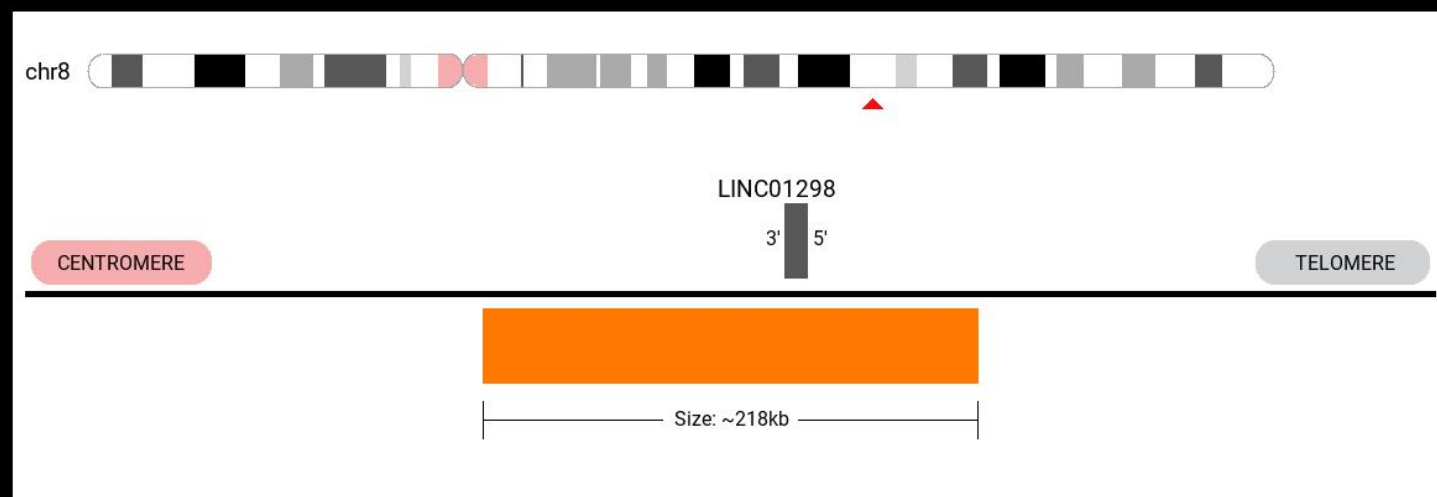 chr8
LINC01298
3' 5'
CENTROMERE
TELOMERE
Size: ~218kb